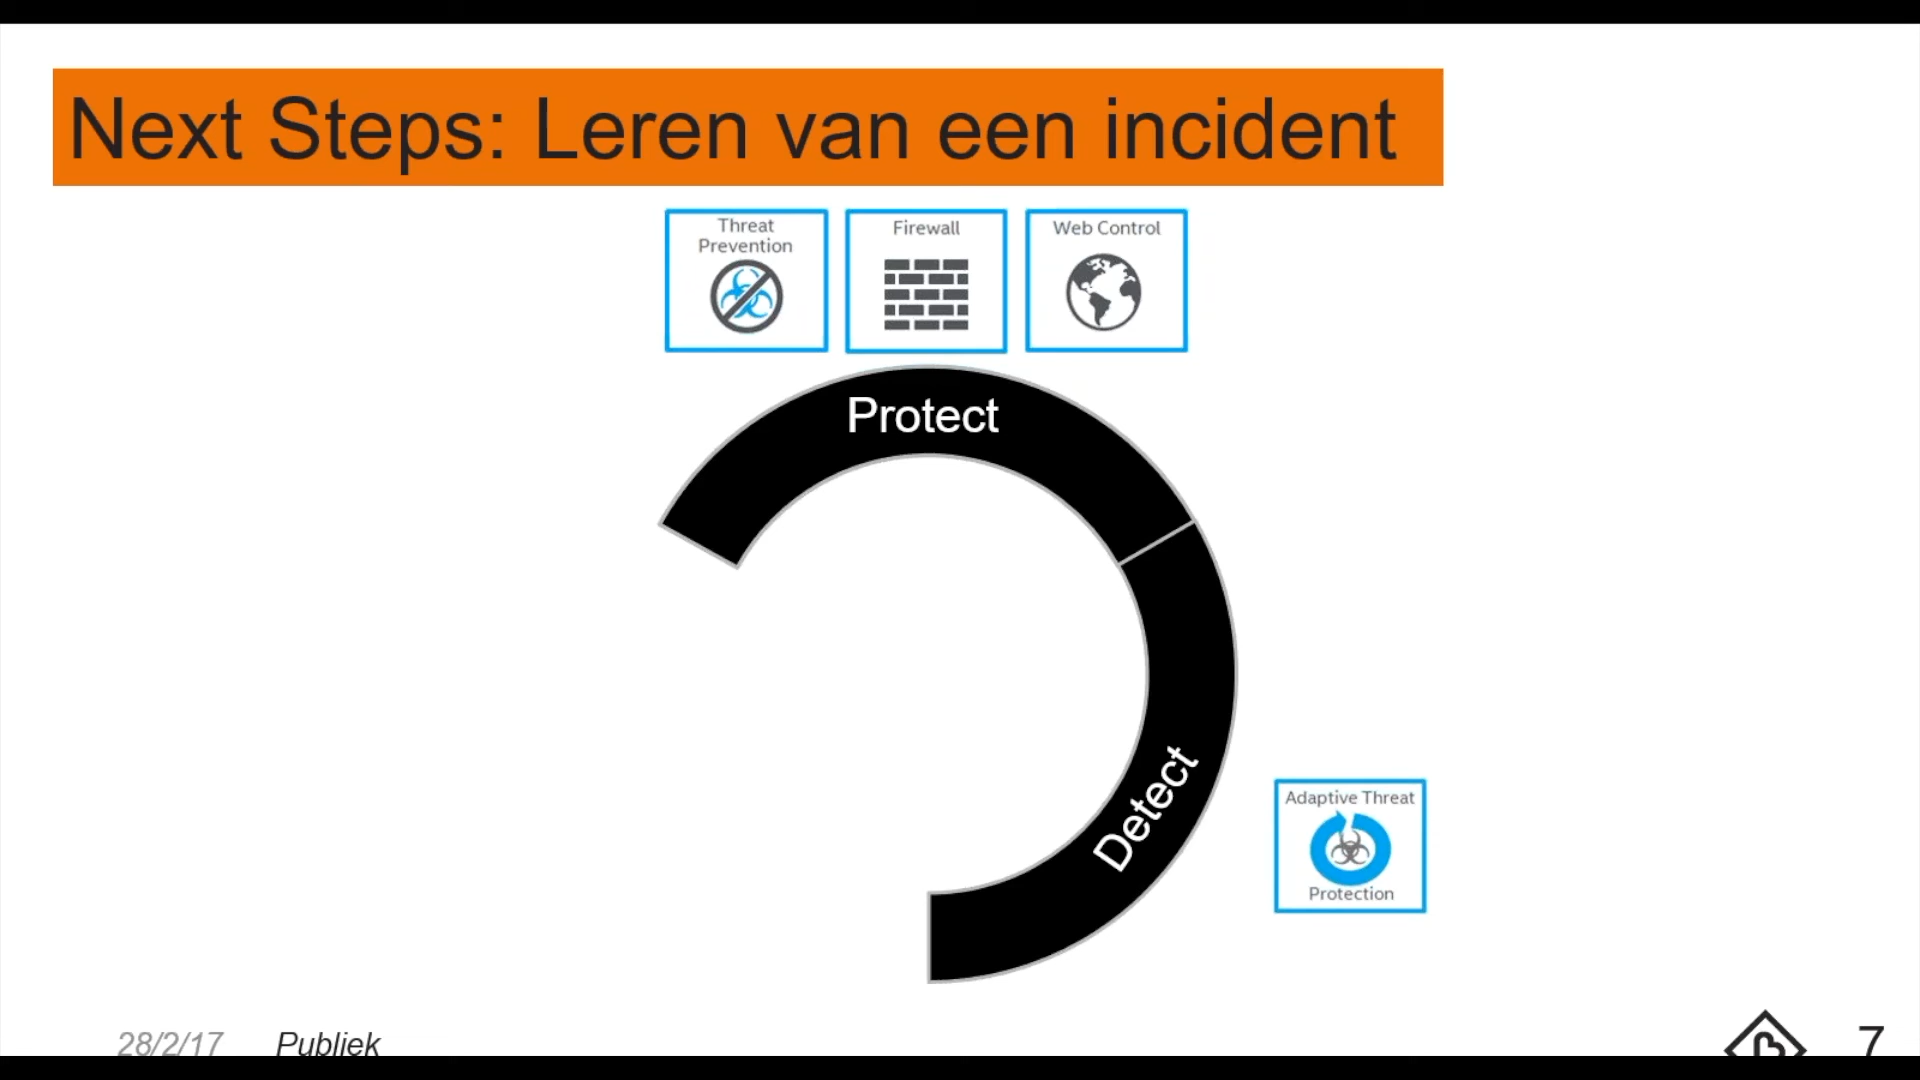 Next Steps: Leren van een incident
Threat
Prevention
Firewall
Web Control
Protect
Detect
Adaptive Threat
Protection
28/2/17
Publiek
7